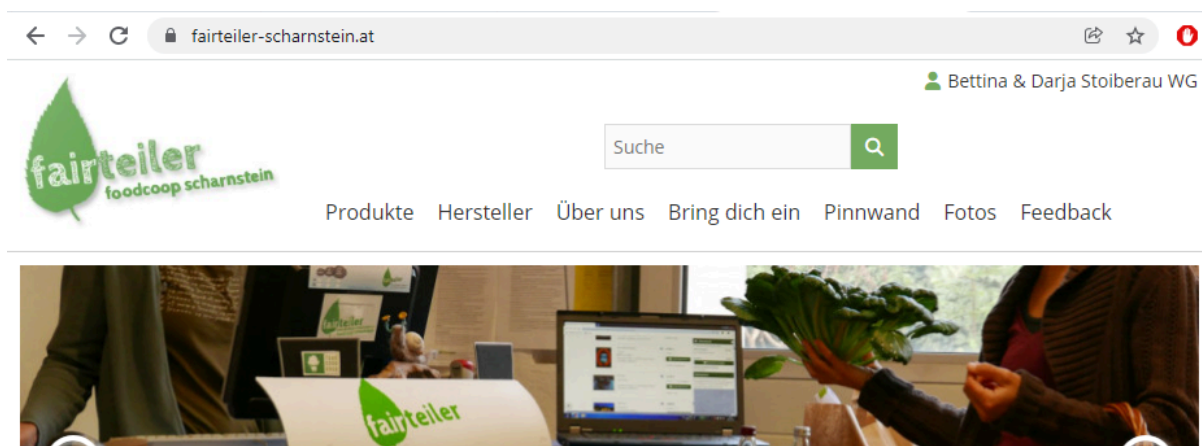 fairteiler-scharnstein.at
Bettina & Darja Stoiberau WG
Suche
fairteiler
foodcoop scharnstein
Produkte Hersteller Über uns Bring dich ein Pinnwand Fotos Feedback
fairteiler
fairteiler